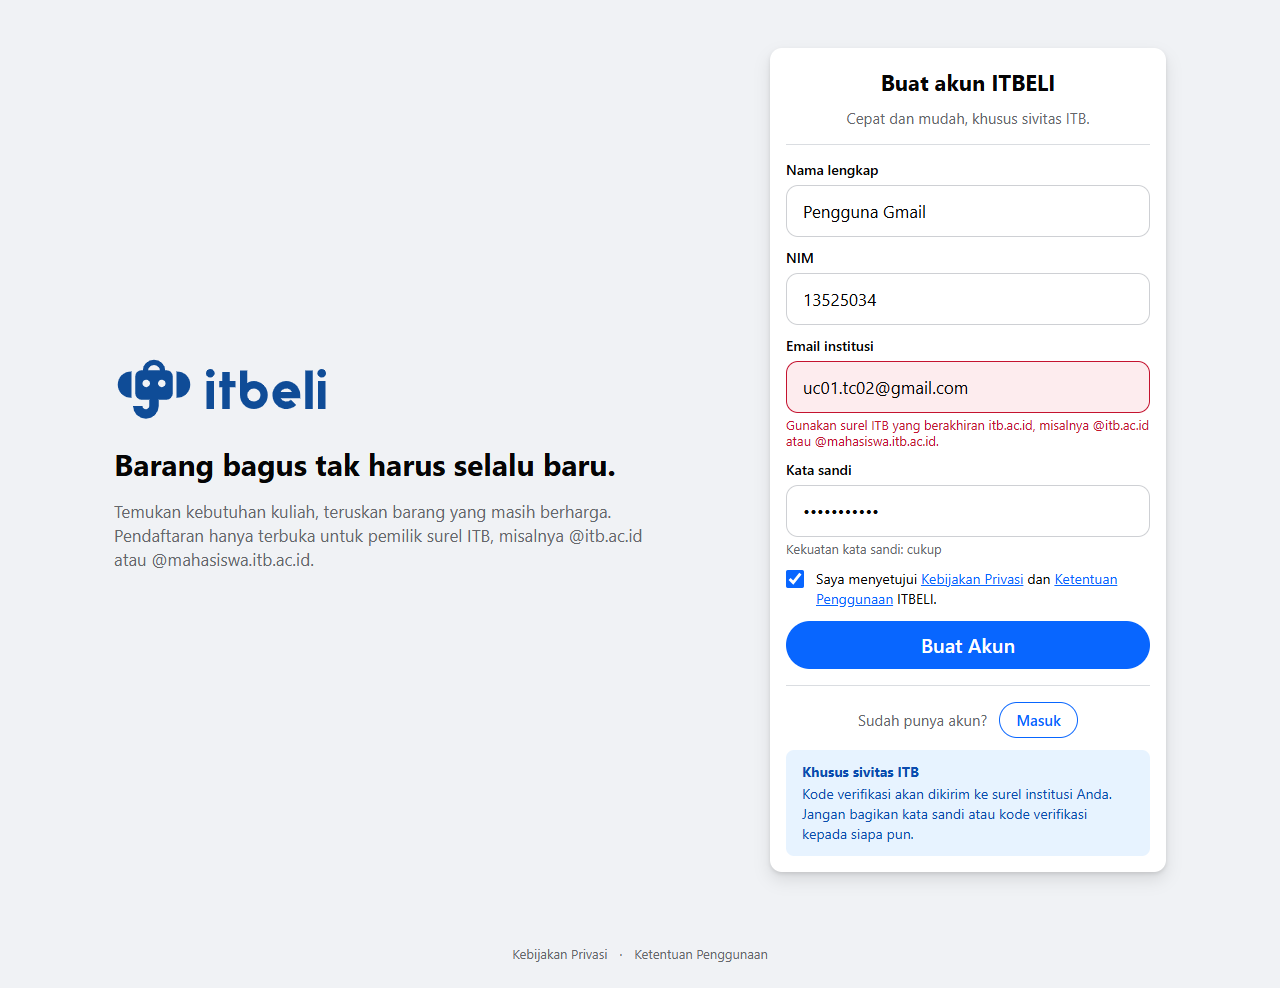 itbeli
Barang bagus tak harus selalu baru.
Temukan kebutuhan kuliah, teruskan barang yang masih berharga.
Pendaftaran hanya terbuka untuk pemilik surel ITB, misalnya @itb.ac.id
atau @mahasiswa.itb.ac.id.
Buat akun ITBELI
Cepat dan mudah, khusus sivitas ITB.
Nama lengkap
Pengguna Gmail
NIM
13525034
Email institusi
uc01.tc02@gmail.com
Gunakan surel ITB yang berakhiran itb.ac.id, misalnya @itb.ac.id
atau @mahasiswa.itb.ac.id.
Kata sandi
•••••••••••
Kekuatan kata sandi: cukup
Saya menyetujui Kebijakan Privasi dan Ketentuan
Penggunaan ITBELI.
Buat Akun
Sudah punya akun? Masuk
Khusus sivitas ITB
Kode verifikasi akan dikirim ke surel institusi Anda.
Jangan bagikan kata sandi atau kode verifikasi
kepada siapa pun.
Kebijakan Privasi · Ketentuan Penggunaan